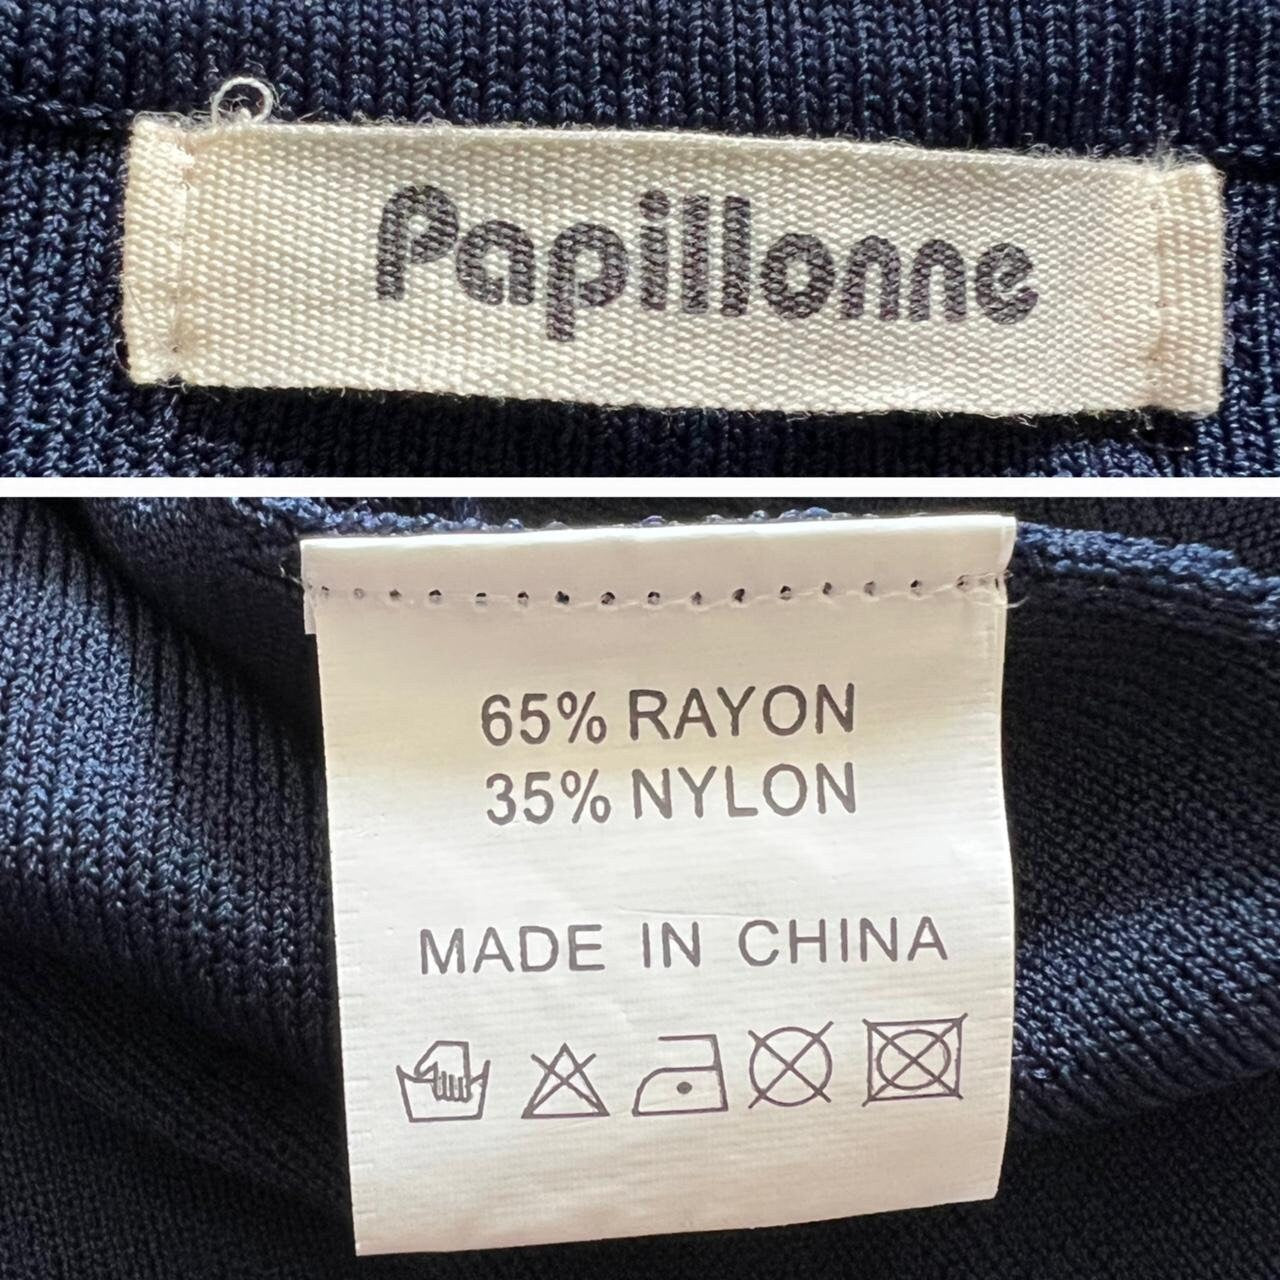 Papillonne
65% RAYON
35% NYLON
MADE IN CHINA